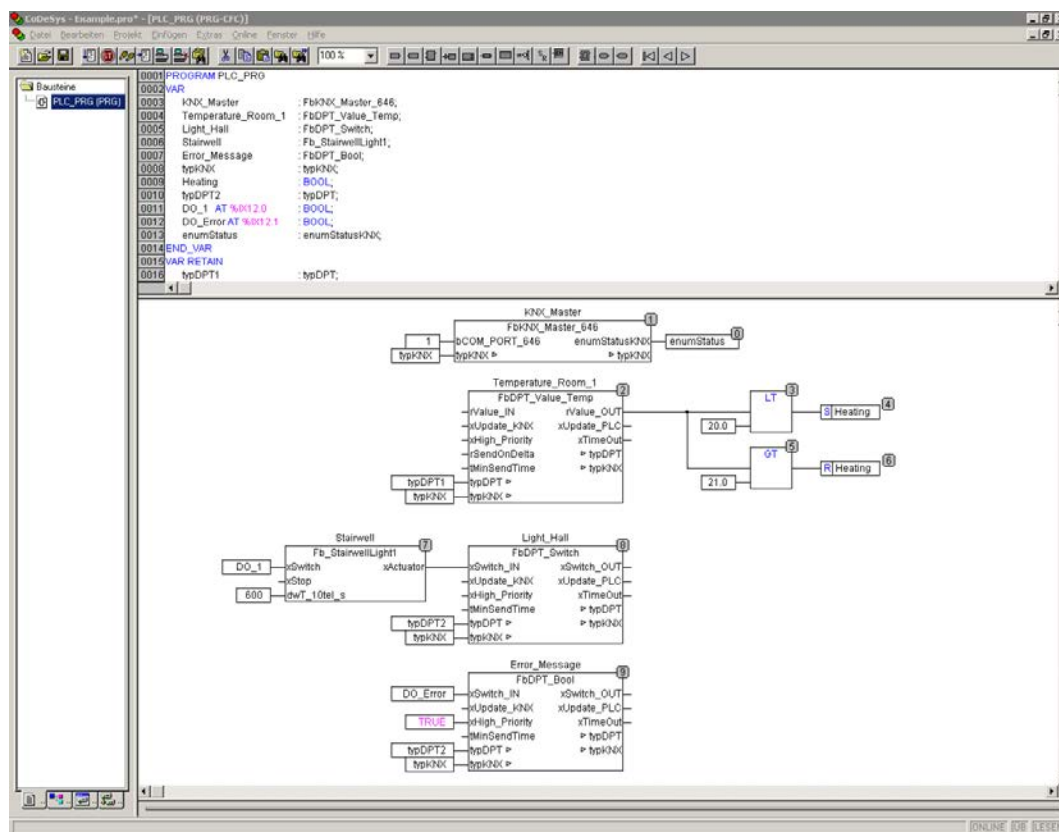 CoDeSys - Example.pro* - [PLC_PRG (PRG-CFC)]
Datei Bearbeiten Projekt Einfügen Extras Online Fenster Hilfe
100 %
Bausteine
PLC_PRG (PRG)
0001 PROGRAM PLC_PRG
0002 VAR
0003 KNX_Master : FbKNX_Master_646;
0004 Temperature_Room_1 : FbDPT_Value_Temp;
0005 Light_Hall : FbDPT_Switch;
0006 Stairwell : Fb_StairwellLight1;
0007 Error_Message : FbDPT_Bool;
0008 typKNX : typKNX;
0009 Heating : BOOL;
0010 typDPT2 : typDPT;
0011 DO_1 AT %IX12.0 : BOOL;
0012 DO_Error AT %IX12.1 : BOOL;
0013 enumStatus : enumStatusKNX;
0014 END_VAR
0015 VAR RETAIN
0016 typDPT1 : typDPT;
KNX_Master
FbKNX_Master_646 1
1 bCOM_PORT_646 enumStatusKNX enumStatus 0
typKNX typKNX typKNX
Temperature_Room_1
FbDPT_Value_Temp 2
rValue_IN rValue_OUT
xUpdate_KNX xUpdate_PLC
xHigh_Priority xTimeOut
rSendOnDelta typDPT
tMinSendTime typKNX
typDPT1 typDPT
typKNX typKNX
LT 3
20.0
S Heating 4
GT 5
21.0
R Heating 6
Stairwell
Fb_StairwellLight1 7
DO_1 xSwitch xActuator
xStop
600 dwT_10tel_s
Light_Hall
FbDPT_Switch 8
xSwitch_IN xSwitch_OUT
xUpdate_KNX xUpdate_PLC
xHigh_Priority xTimeOut
tMinSendTime typDPT
typDPT2 typDPT typKNX
typKNX typKNX
Error_Message
FbDPT_Bool 9
DO_Error xSwitch_IN xSwitch_OUT
xUpdate_KNX xUpdate_PLC
TRUE xHigh_Priority xTimeOut
tMinSendTime typDPT
typDPT2 typDPT typKNX
typKNX typKNX
ONLINE ÜB LESE